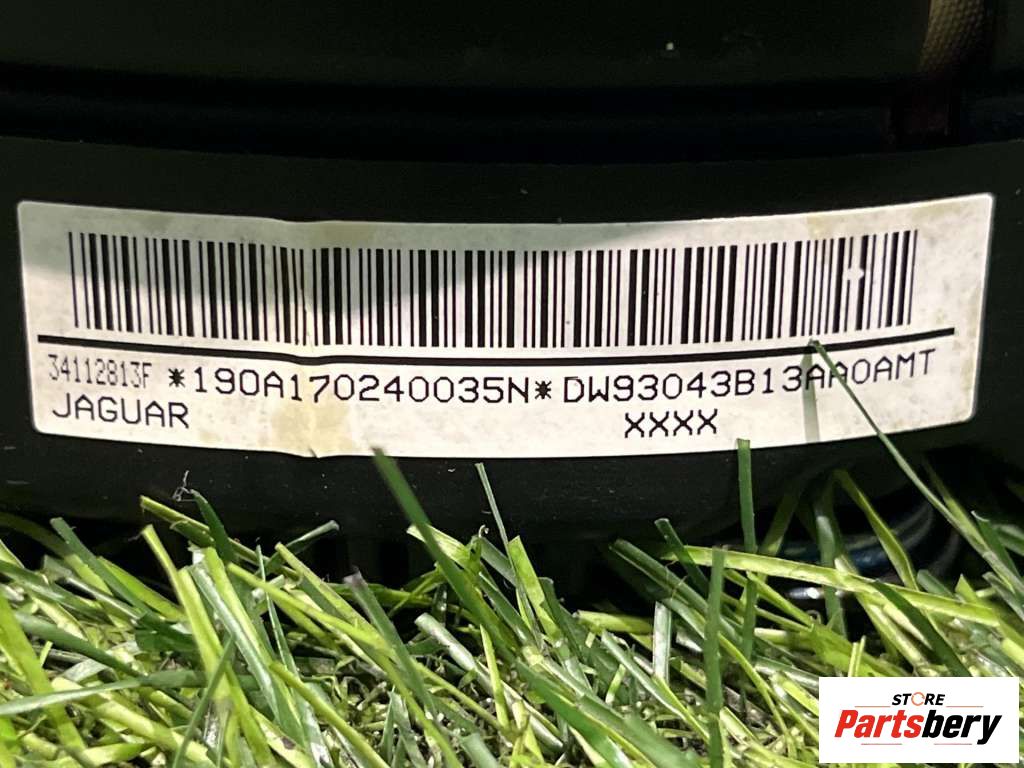 34112813F *190A170240035N* DW93043B13AA0AMT
JAGUAR XXXX
STORE
Partsbery